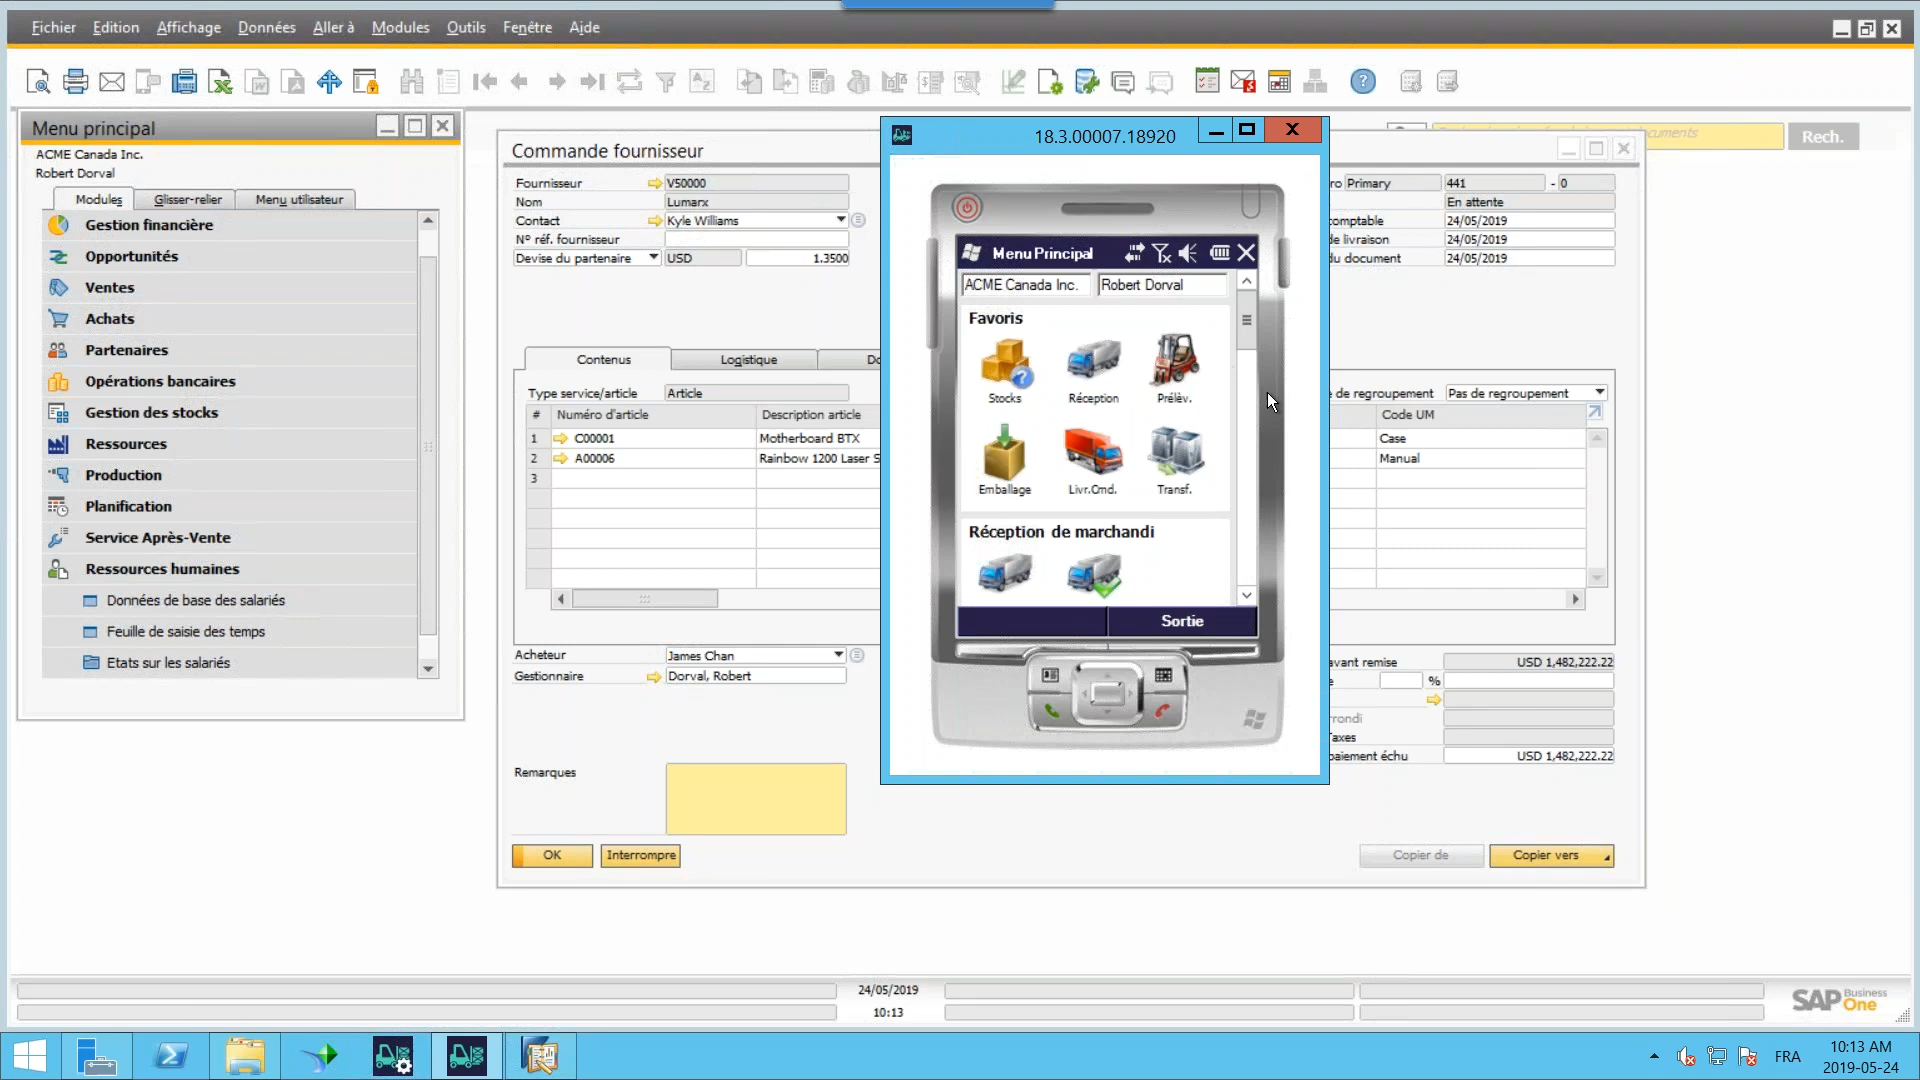 Fichier Edition Affichage Données Aller à Modules Outils Fenêtre Aide
Menu principal
ACME Canada Inc.
Robert Dorval
Modules Glisser-relier Menu utilisateur
Gestion financière
Opportunités
Ventes
Achats
Partenaires
Opérations bancaires
Gestion des stocks
Ressources
Production
Planification
Service Après-Vente
Ressources humaines
Données de base des salariés
Feuille de saisie des temps
Etats sur les salariés
Commande fournisseur
Fournisseur V50000
Nom Lumarx
Contact Kyle Williams
N° réf. fournisseur
Devise du partenaire USD 1.3500
ro Primary 441 - 0
En attente
omptable 24/05/2019
de livraison 24/05/2019
du document 24/05/2019
Rech.
Contenus Logistique Do
Type service/article Article
e de regroupement Pas de regroupement
# Numéro d'article Description article Code UM
1 C00001 Motherboard BTX Case
2 A00006 Rainbow 1200 Laser S Manual
3
Acheteur James Chan
Gestionnaire Dorval, Robert
avant remise USD 1,482,222.22
e %
rrondi
Taxes
paiement échu USD 1,482,222.22
Remarques
OK Interrompre Copier de Copier vers
18.3.00007.18920
Menu Principal
ACME Canada Inc. Robert Dorval
Favoris
Stocks Réception Prélèv.
Emballage Livr.Cmd. Transf.
Réception de marchandi
Sortie
24/05/2019
10:13
SAP Business One
FRA
10:13 AM
2019-05-24